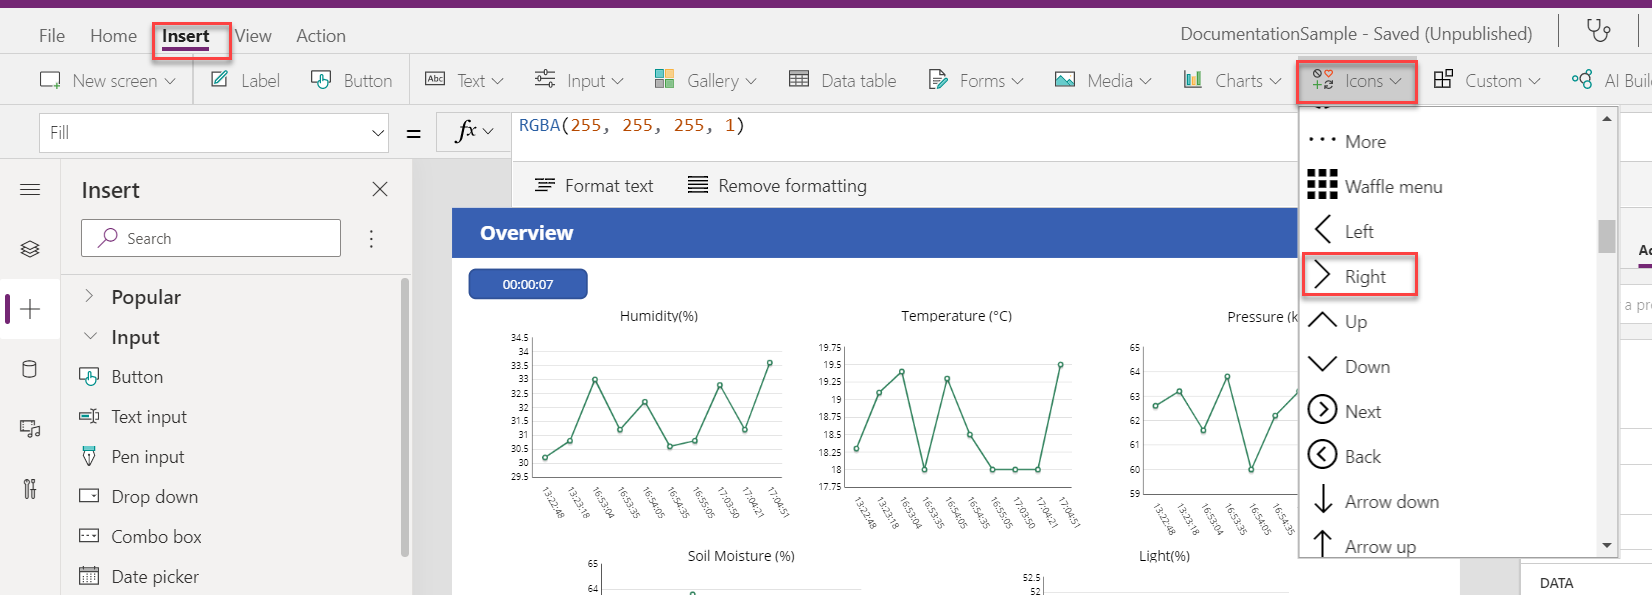 File Home Insert View Action
DocumentationSample - Saved (Unpublished)
New screen Label Button Text Input Gallery Data table Forms Media Charts Icons Custom AI Buil
Abc
Fill = fx RGBA(255, 255, 255, 1)
Format text Remove formatting
Insert
Search
Popular
Input
Button
Text input
Pen input
Drop down
Combo box
Date picker
Overview
00:00:07
Humidity(%)
34.5
34
33.5
33
32.5
32
31.5
31
30.5
30
29.5
13:22:48 13:23:18 16:53:04 16:53:35 16:54:05 16:54:35 16:55:05 17:03:50 17:04:21 17:04:51
Temperature (°C)
19.75
19.5
19.25
19
18.75
18.5
18.25
18
17.75
13:22:48 13:23:18 16:53:04 16:53:35 16:54:05 16:54:35 16:55:05 17:03:50 17:04:21 17:04:51
Pressure (k
65
64
63
62
61
60
59
13:22:48 13:23:18 16:53:04 16:53:35 16:54:05 16:54:35
Soil Moisture (%)
65
64
Light(%)
52.5
52
More
Waffle menu
Left
Right
Up
Down
Next
Back
Arrow down
Arrow up
a pr
DATA